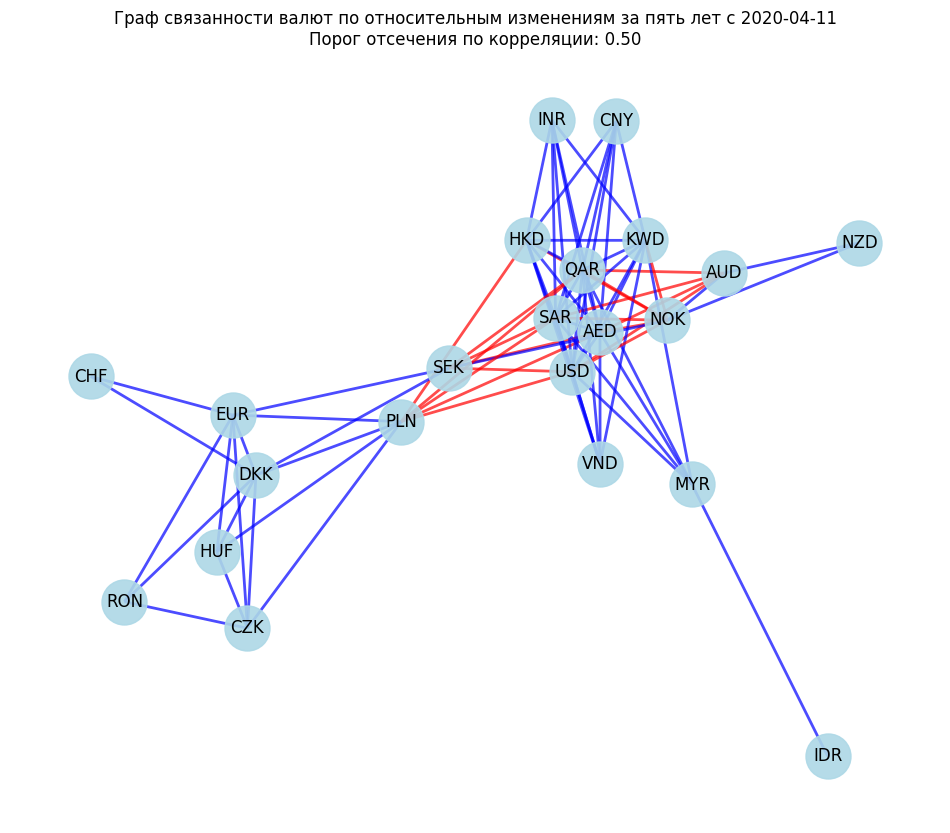 Граф связанности валют по относительным изменениям за пять лет с 2020-04-11
Порог отсечения по корреляции: 0.50
INR
CNY
HKD
KWD
NZD
QAR
AUD
SAR
NOK
AED
SEK
USD
CHF
EUR
PLN
VND
DKK
MYR
HUF
RON
CZK
IDR